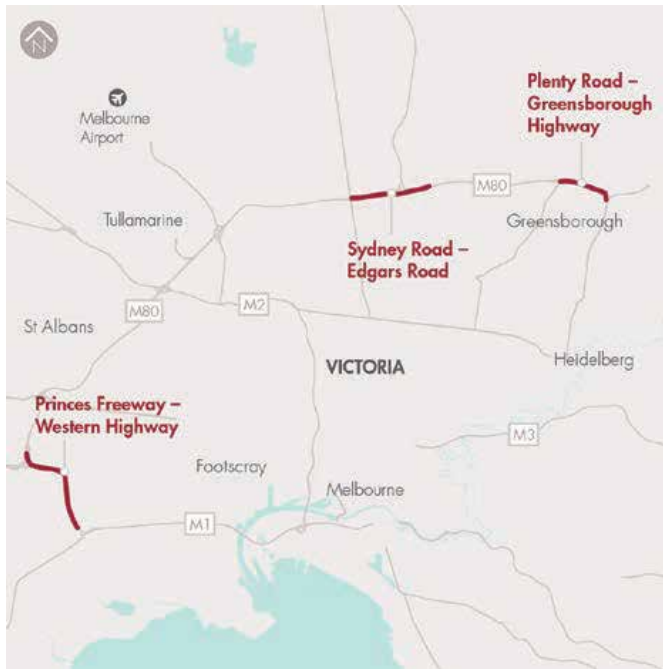 N
Melbourne
Airport
Plenty Road –
Greensborough
Highway
M80
Tullamarine
Greensborough
Sydney Road –
Edgars Road
M2
M80
St Albans
VICTORIA
Heidelberg
Princes Freeway –
Western Highway
M3
Footscray
Melbourne
M1